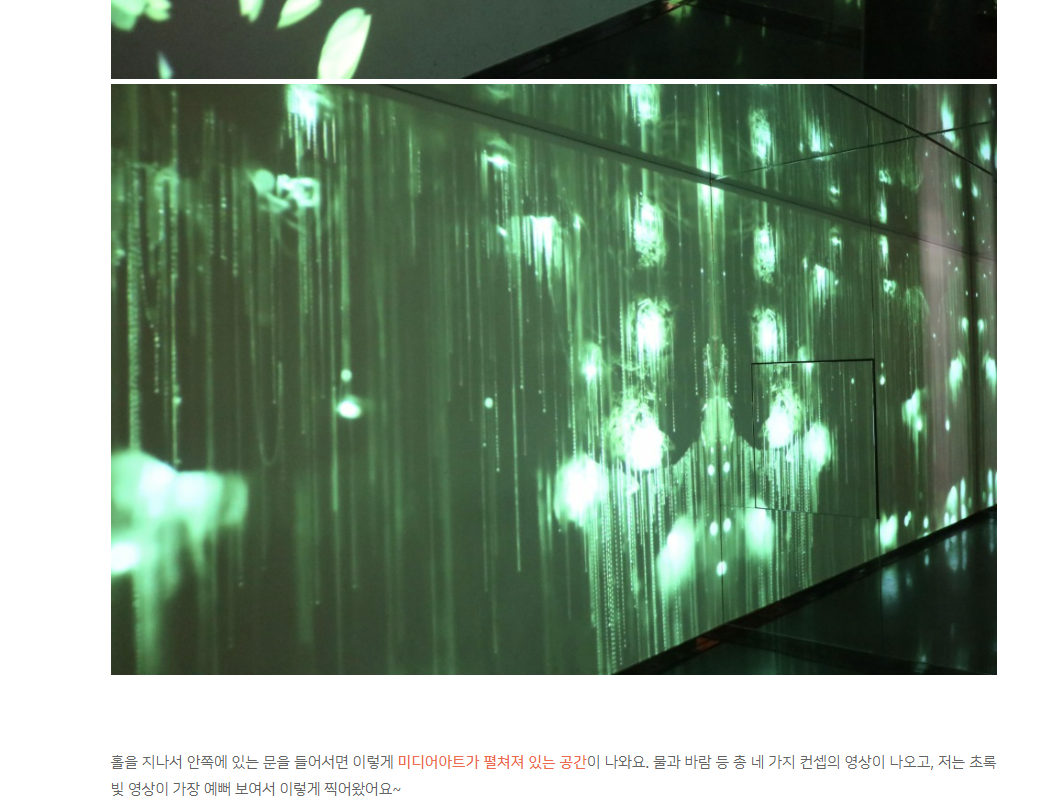 홀을 지나서 안쪽에 있는 문을 들어서면 이렇게 미디어아트가 펼쳐져 있는 공간이 나와요. 물과 바람 등 총 네 가지 컨셉의 영상이 나오고, 저는 초록
빛 영상이 가장 예뻐 보여서 이렇게 찍어왔어요~